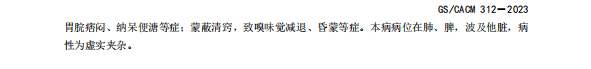 GS/CACM 312－2023
胃脘痞闷、纳呆便溏等症；蒙蔽清窍，致嗅味觉减退、昏蒙等症。本病病位在肺、脾，波及他脏，病
性为虚实夹杂。